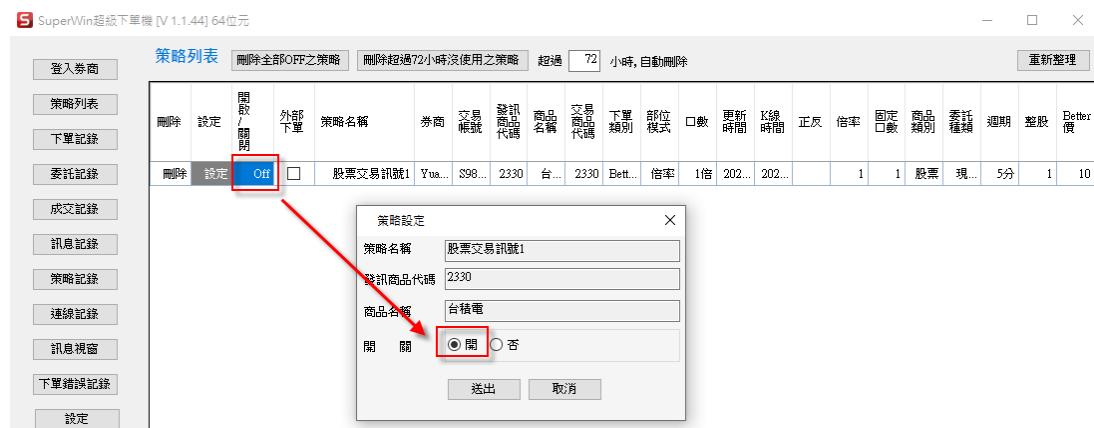 SuperWin超級下單機 [V 1.1.44] 64位元
登入券商
策略列表
下單記錄
委託記錄
成交記錄
訊息記錄
策略記錄
連線記錄
訊息視窗
下單錯誤記錄
設定
策略列表 刪除全部OFF之策略 刪除超過72小時沒使用之策略 超過 72 小時,自動刪除 重新整理
刪除 設定 開啟/關閉 外部下單 策略名稱 券商 交易帳號 發訊商品代碼 商品名稱 交易商品代碼 下單類別 部位模式 口數 更新時間 K線時間 正反 倍率 固定口數 商品類別 委託種類 週期 整股 Better價
刪除 設定 Off 股票交易訊號1 Yua... S98... 2330 台... 2330 Bett... 倍率 1倍 202... 202... 1 1 股票 現... 5分 1 10
策略設定
策略名稱 股票交易訊號1
發訊商品代碼 2330
商品名稱 台積電
開 關 開 否
送出 取消